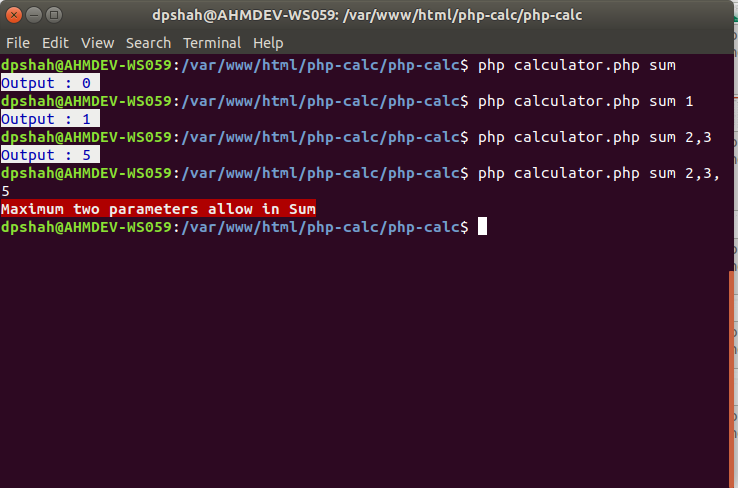 dpshah@AHMDEV-WS059: /var/www/html/php-calc/php-calc
File Edit View Search Terminal Help
dpshah@AHMDEV-WS059:/var/www/html/php-calc/php-calc$ php calculator.php sum
Output : 0
dpshah@AHMDEV-WS059:/var/www/html/php-calc/php-calc$ php calculator.php sum 1
Output : 1
dpshah@AHMDEV-WS059:/var/www/html/php-calc/php-calc$ php calculator.php sum 2,3
Output : 5
dpshah@AHMDEV-WS059:/var/www/html/php-calc/php-calc$ php calculator.php sum 2,3,
5
Maximum two parameters allow in Sum
dpshah@AHMDEV-WS059:/var/www/html/php-calc/php-calc$